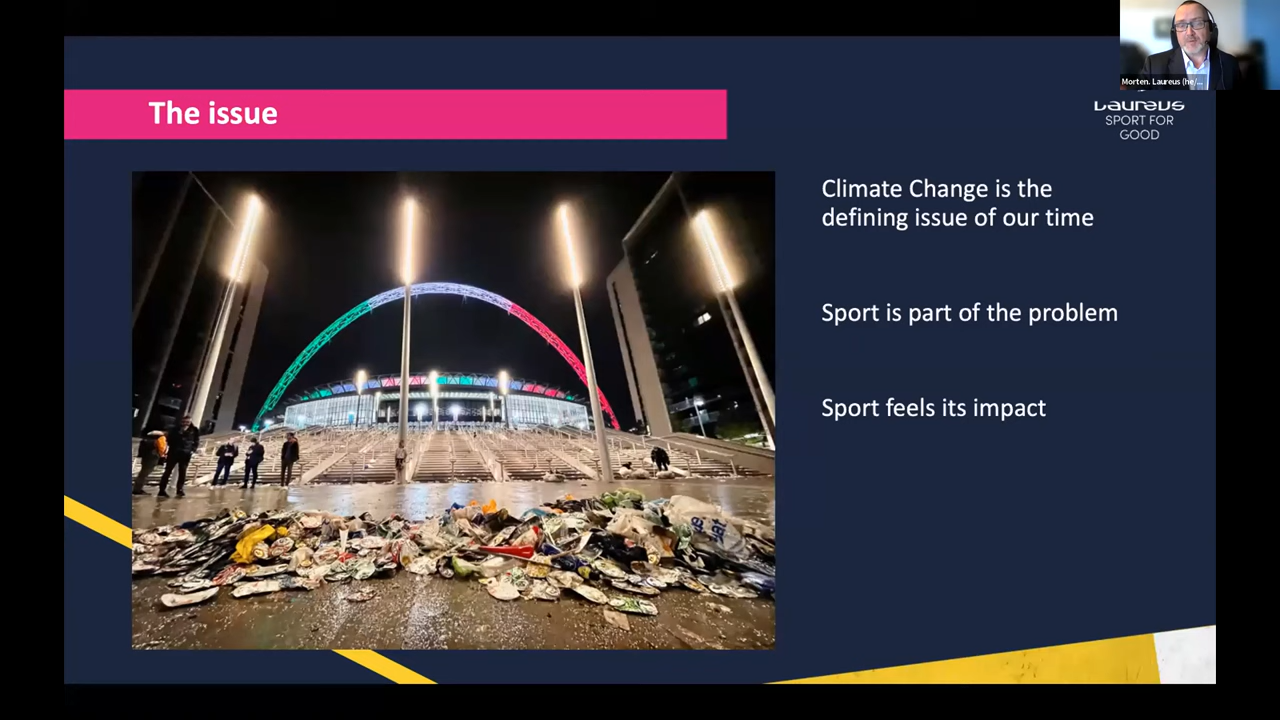 Morten. Laureus (he/...
The issue
Laureus
SPORT FOR
GOOD
Climate Change is the
defining issue of our time
Sport is part of the problem
Sport feels its impact